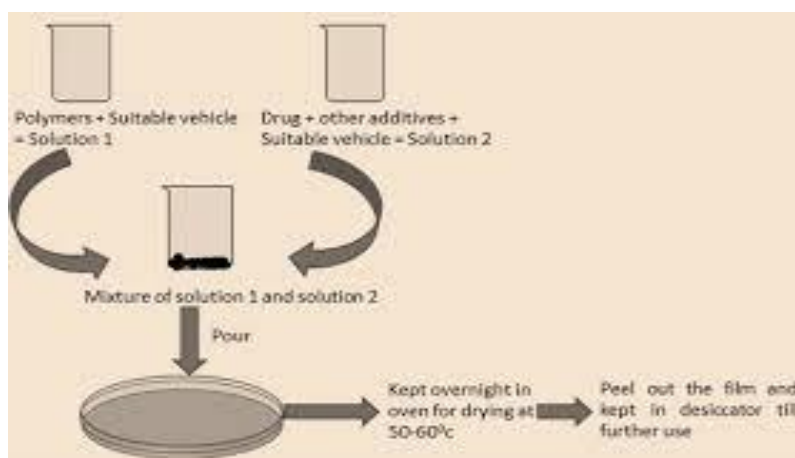 Polymers + Suitable vehicle
= Solution 1
Drug + other additives +
Suitable vehicle = Solution 2
Mixture of solution 1 and solution 2
Pour
Kept overnight in
oven for drying at
50-60⁰c
Peel out the film and
kept in desiccator till
further use